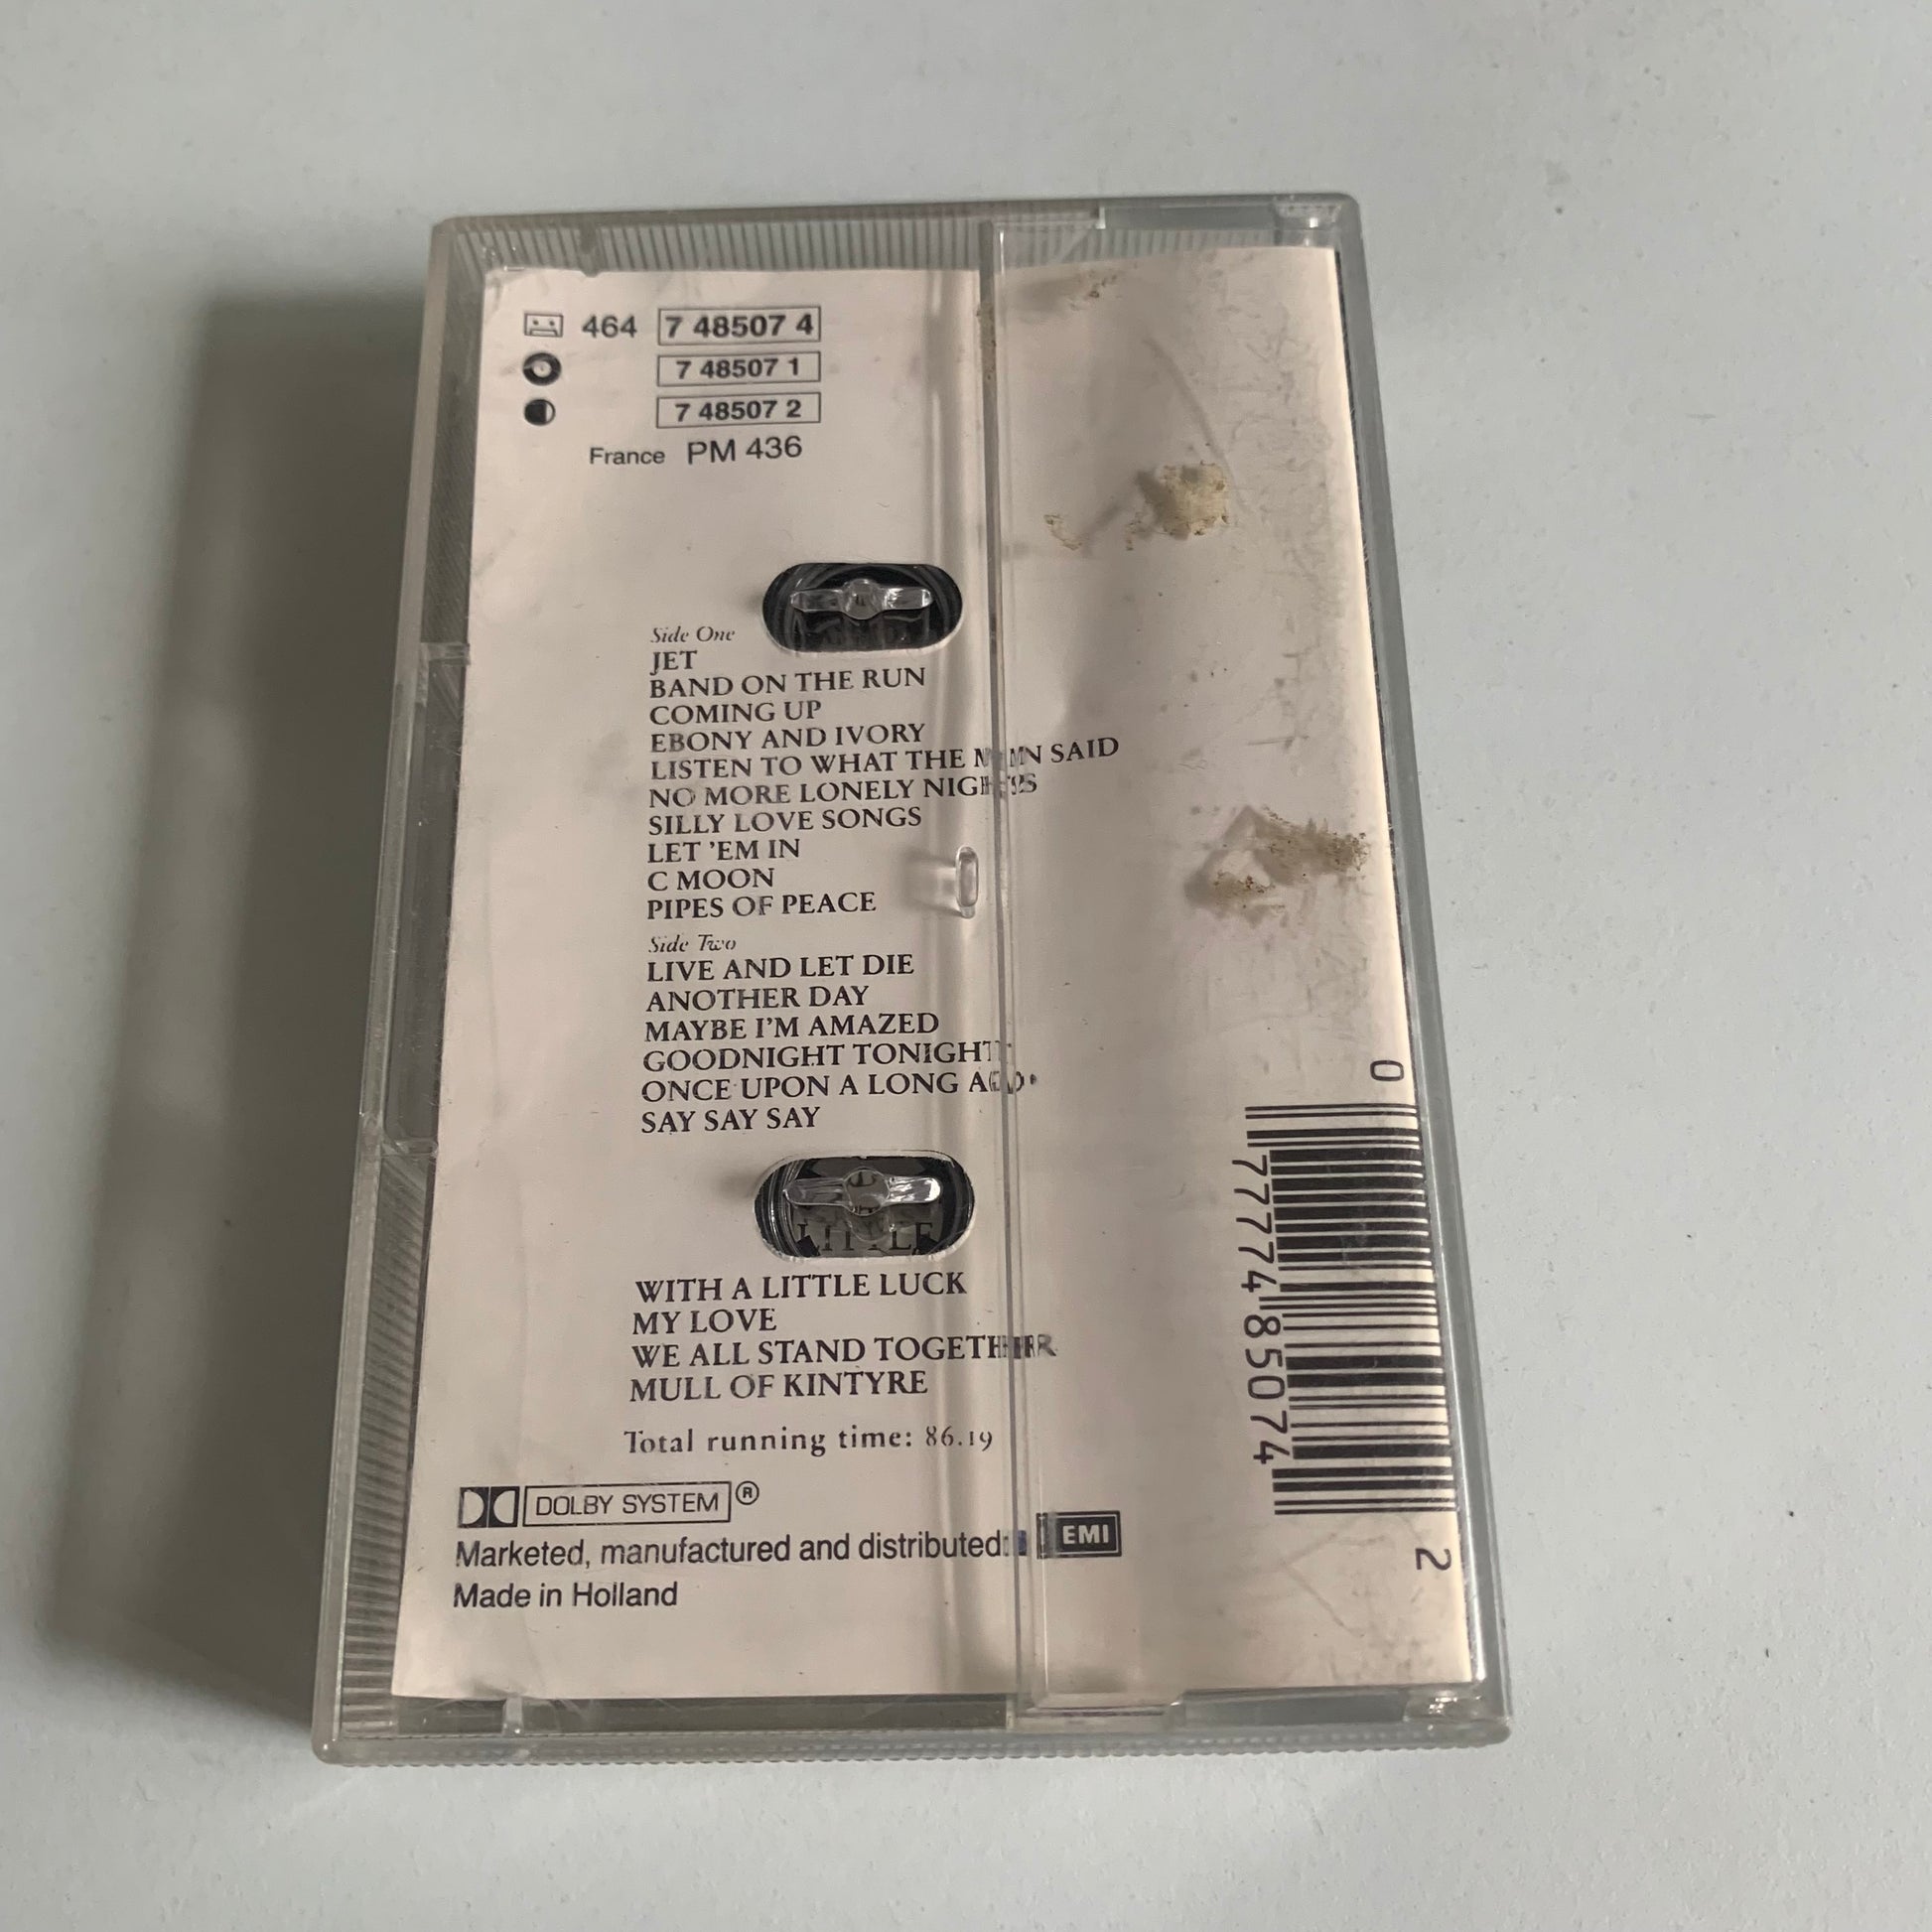 464 7 48507 4
7 48507 1
7 48507 2
France PM 436
Side One
JET
BAND ON THE RUN
COMING UP
EBONY AND IVORY
LISTEN TO WHAT THE MAN SAID
NO MORE LONELY NIGHTS
SILLY LOVE SONGS
LET 'EM IN
C MOON
PIPES OF PEACE
Side Two
LIVE AND LET DIE
ANOTHER DAY
MAYBE I'M AMAZED
GOODNIGHT TONIGHT
ONCE UPON A LONG AGO•
SAY SAY SAY
LITTLE
WITH A LITTLE LUCK
MY LOVE
WE ALL STAND TOGETHER
MULL OF KINTYRE
Total running time: 86.19
DOLBY SYSTEM ®
Marketed, manufactured and distributed: EMI
Made in Holland
0 77774 85074 2